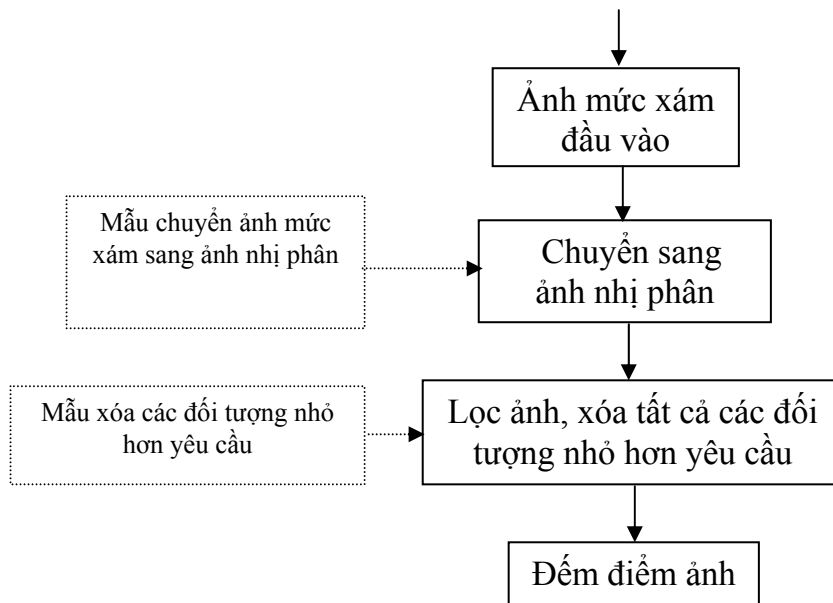 Ảnh mức xám
đầu vào
Mẫu chuyển ảnh mức
xám sang ảnh nhị phân
Chuyển sang
ảnh nhị phân
Mẫu xóa các đối tượng nhỏ
hơn yêu cầu
Lọc ảnh, xóa tất cả các đối
tượng nhỏ hơn yêu cầu
Đếm điểm ảnh